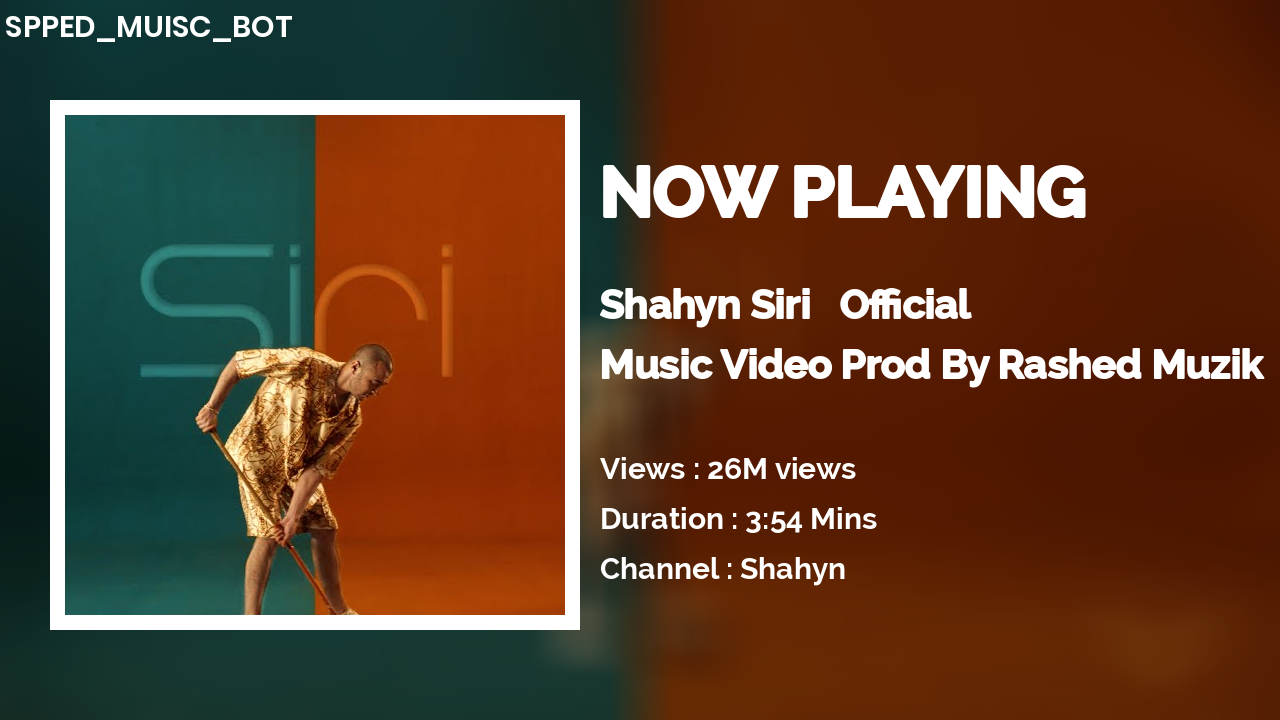 SPPED_MUISC_BOT
siri
NOW PLAYING
Shahyn Siri Official
Music Video Prod By Rashed Muzik
Views : 26M views
Duration : 3:54 Mins
Channel : Shahyn